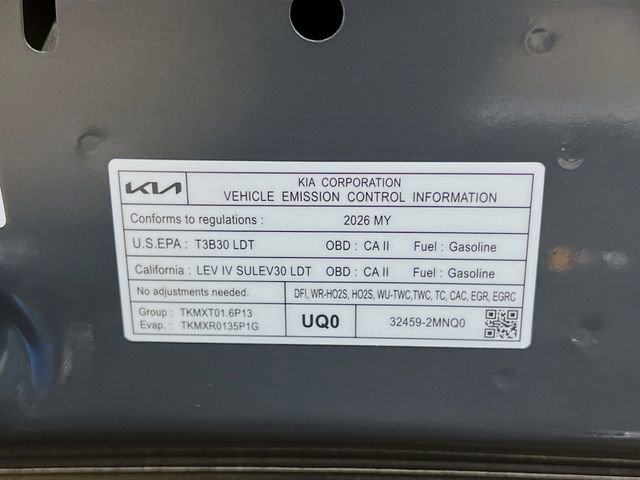 KIA
KIA CORPORATION
VEHICLE EMISSION CONTROL INFORMATION
Conforms to regulations : 2026 MY
U.S.EPA : T3B30 LDT OBD : CA II Fuel : Gasoline
California : LEV IV SULEV30 LDT OBD : CA II Fuel : Gasoline
No adjustments needed. DFI, WR-HO2S, HO2S, WU-TWC,TWC, TC, CAC, EGR, EGRC
Group : TKMXT01.6P13
Evap. : TKMXR0135P1G
UQ0
32459-2MNQ0